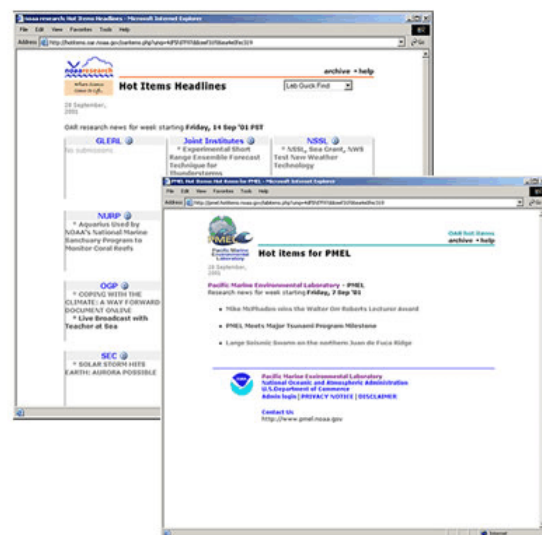 noaa research Hot Items Headlines - Microsoft Internet Explorer
File Edit View Favorites Tools Help
Address
Go
noaaresearch
archive • help
Hot Items Headlines
Lab Quick Find
28 September,
2001
OAR research news for week starting Friday, 14 Sep '01 PST
GLERL
No submissions.
Joint Institutes
* Experimental Short
Range Ensemble Forecast
Technique for
Thunderstorms
NSSL
* NSSL, Sea Grant, NWS
Test New Weather
Technology
NURP
* Aquarius Used by
NOAA's National Marine
Sanctuary Program to
Monitor Coral Reefs
OGP
* COPING WITH THE
CLIMATE: A WAY FORWARD
DOCUMENT ONLINE
* Live Broadcast with
Teacher at Sea
SEC
* SOLAR STORM HITS
EARTH: AURORA POSSIBLE
PMEL Hot Items Hot Items for PMEL - Microsoft Internet Explorer
File Edit View Favorites Tools Help
Address
Go
PMEL
Pacific Marine
Environmental
Laboratory
OAR hot items
archive • help
Hot items for PMEL
28 September,
2001
Pacific Marine Environmental Laboratory - PMEL
Research news for week starting Friday, 7 Sep '01
• Mike McPhaden wins the Walter Orr Roberts Lecturer Award
• PMEL Meets Major Tsunami Program Milestone
• Large Seismic Swarm on the northern Juan de Fuca Ridge
Pacific Marine Environmental Laboratory
National Oceanic and Atmospheric Administration
U.S.Department of Commerce
Admin login | PRIVACY NOTICE | DISCLAIMER
Contact Us
http://www.pmel.noaa.gov
Internet